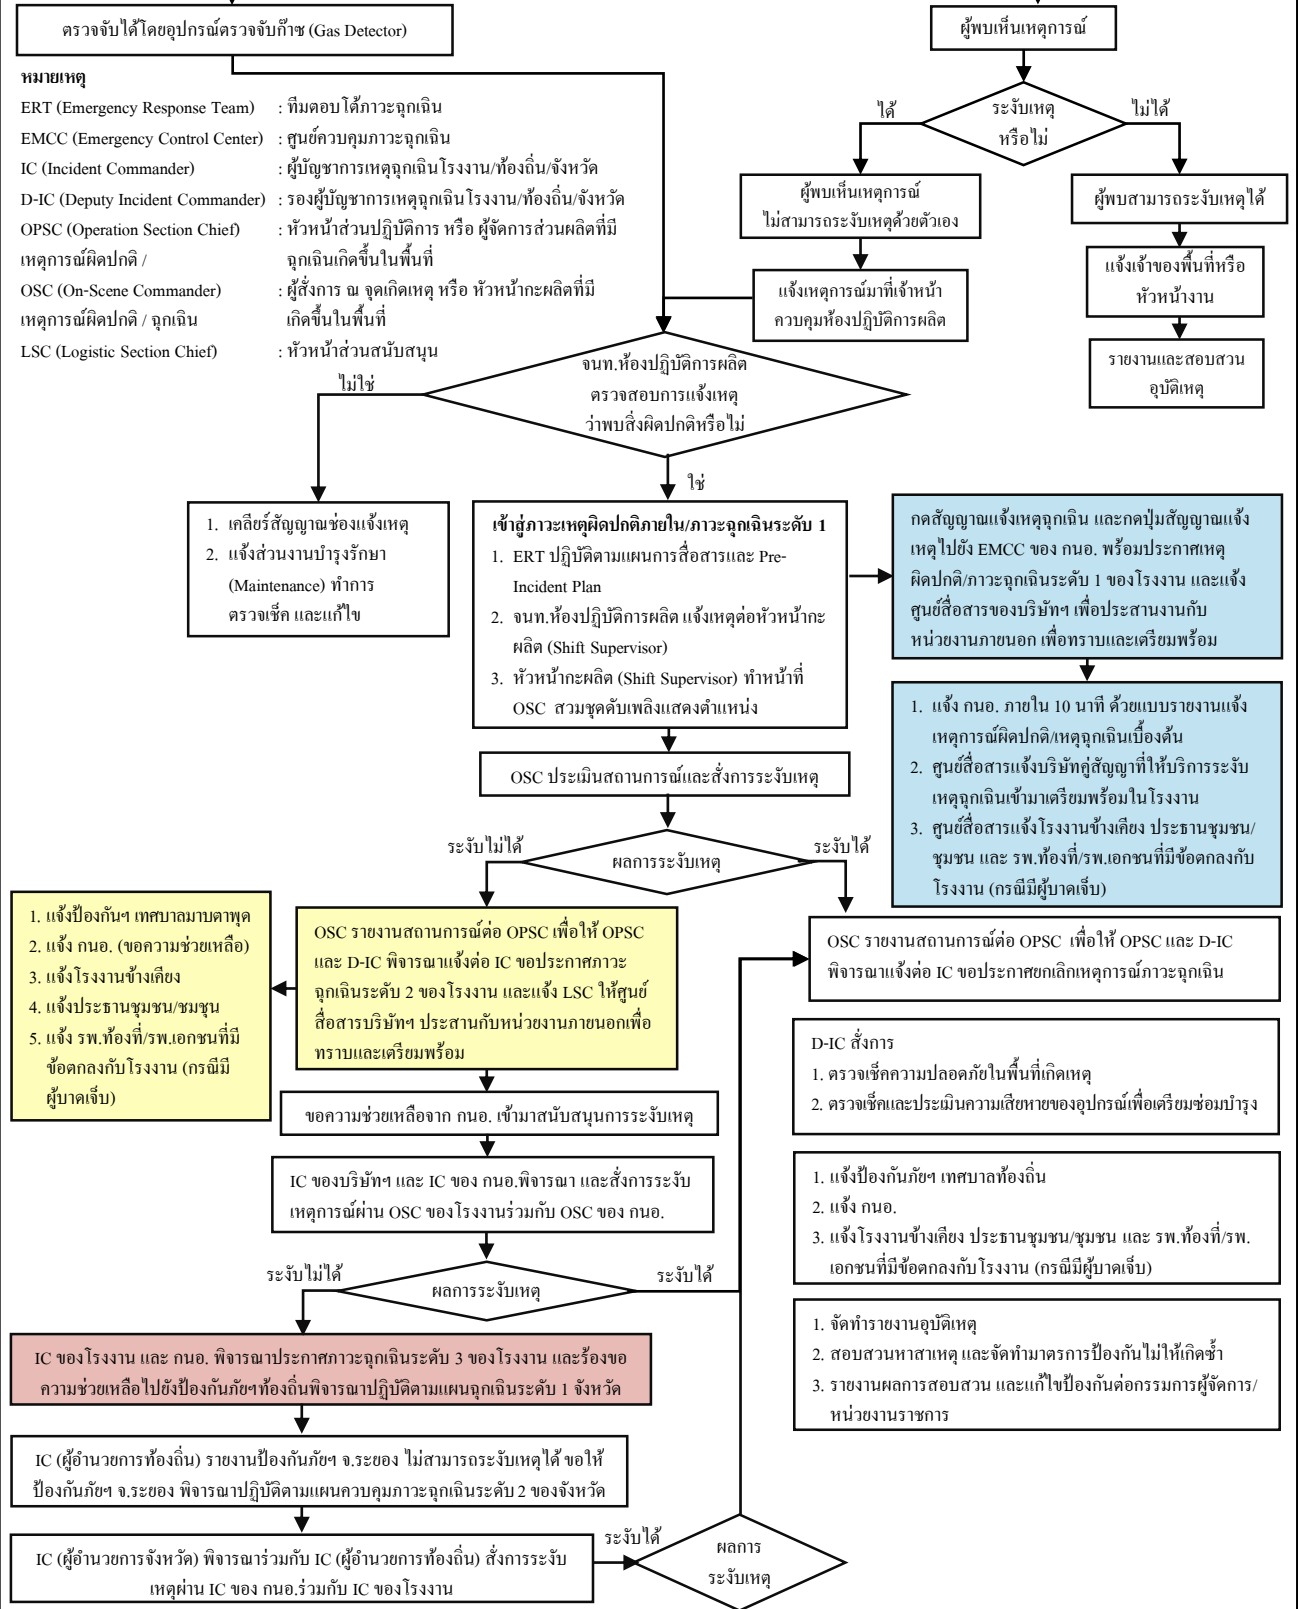 ตรวจจับได้โดยอุปกรณ์ตรวจจับก๊าซ (Gas Detector)
ผู้พบเห็นเหตุการณ์
หมายเหตุ
ERT (Emergency Response Team) : ทีมตอบโต้ภาวะฉุกเฉิน
EMCC (Emergency Control Center) : ศูนย์ควบคุมภาวะฉุกเฉิน
IC (Incident Commander) : ผู้บัญชาการเหตุฉุกเฉินโรงงาน/ท้องถิ่น/จังหวัด
D-IC (Deputy Incident Commander) : รองผู้บัญชาการเหตุฉุกเฉินโรงงาน/ท้องถิ่น/จังหวัด
OPSC (Operation Section Chief) : หัวหน้าส่วนปฏิบัติการ หรือ ผู้จัดการส่วนผลิตที่มี
เหตุการณ์ผิดปกติ / ฉุกเฉินเกิดขึ้นในพื้นที่
OSC (On-Scene Commander) : ผู้สั่งการ ณ จุดเกิดเหตุ หรือ หัวหน้ากะผลิตที่มี
เหตุการณ์ผิดปกติ / ฉุกเฉิน เกิดขึ้นในพื้นที่
LSC (Logistic Section Chief) : หัวหน้าส่วนสนับสนุน
ระงับเหตุ
หรือไม่
ได้
ไม่ได้
ผู้พบเห็นเหตุการณ์
ไม่สามารถระงับเหตุด้วยตัวเอง
ผู้พบสามารถระงับเหตุได้
แจ้งเหตุการณ์มาที่เจ้าหน้า
ควบคุมห้องปฏิบัติการผลิต
แจ้งเจ้าของพื้นที่หรือ
หัวหน้างาน
รายงานและสอบสวน
อุบัติเหตุ
จนท.ห้องปฏิบัติการผลิต
ตรวจสอบการแจ้งเหตุ
ว่าพบสิ่งผิดปกติหรือไม่
ไม่ใช่
ใช่
1. เคลียร์สัญญาณช่องแจ้งเหตุ
2. แจ้งส่วนงานบำรุงรักษา
(Maintenance) ทำการ
ตรวจเช็ค และแก้ไข
เข้าสู่ภาวะเหตุผิดปกติภายใน/ภาวะฉุกเฉินระดับ 1
1. ERT ปฏิบัติตามแผนการสื่อสารและ Pre-
Incident Plan
2. จนท.ห้องปฏิบัติการผลิต แจ้งเหตุต่อหัวหน้ากะ
ผลิต (Shift Supervisor)
3. หัวหน้ากะผลิต (Shift Supervisor) ทำหน้าที่
OSC สวมชุดดับเพลิงแสดงตำแหน่ง
กดสัญญาณแจ้งเหตุฉุกเฉิน และกดปุ่มสัญญาณแจ้ง
เหตุไปยัง EMCC ของ กนอ. พร้อมประกาศเหตุ
ผิดปกติ/ภาวะฉุกเฉินระดับ 1 ของโรงงาน และแจ้ง
ศูนย์สื่อสารของบริษัทฯ เพื่อประสานงานกับ
หน่วยงานภายนอก เพื่อทราบและเตรียมพร้อม
1. แจ้ง กนอ. ภายใน 10 นาที ด้วยแบบรายงานแจ้ง
เหตุการณ์ผิดปกติ/เหตุฉุกเฉินเบื้องต้น
2. ศูนย์สื่อสารแจ้งบริษัทคู่สัญญาที่ให้บริการระงับ
เหตุฉุกเฉินเข้ามาเตรียมพร้อมในโรงงาน
3. ศูนย์สื่อสารแจ้งโรงงานข้างเคียง ประธานชุมชน/
ชุมชน และ รพ.ท้องที่/รพ.เอกชนที่มีข้อตกลงกับ
โรงงาน (กรณีมีผู้บาดเจ็บ)
OSC ประเมินสถานการณ์และสั่งการระงับเหตุ
ระงับไม่ได้
ผลการระงับเหตุ
ระงับได้
1. แจ้งป้องกันฯ เทศบาลมาบตาพุด
2. แจ้ง กนอ. (ขอความช่วยเหลือ)
3. แจ้งโรงงานข้างเคียง
4. แจ้งประธานชุมชน/ชมชุน
5. แจ้ง รพ.ท้องที่/รพ.เอกชนที่มี
ข้อตกลงกับโรงงาน (กรณีมี
ผู้บาดเจ็บ)
OSC รายงานสถานการณ์ต่อ OPSC เพื่อให้ OPSC
และ D-IC พิจารณาแจ้งต่อ IC ขอประกาศภาวะ
ฉุกเฉินระดับ 2 ของโรงงาน และแจ้ง LSC ให้ศูนย์
สื่อสารบริษัทฯ ประสานกับหน่วยงานภายนอกเพื่อ
ทราบและเตรียมพร้อม
OSC รายงานสถานการณ์ต่อ OPSC เพื่อให้ OPSC และ D-IC
พิจารณาแจ้งต่อ IC ขอประกาศยกเลิกเหตุการณ์ภาวะฉุกเฉิน
D-IC สั่งการ
1. ตรวจเช็คความปลอดภัยในพื้นที่เกิดเหตุ
2. ตรวจเช็คและประเมินความเสียหายของอุปกรณ์เพื่อเตรียมซ่อมบำรุง
ขอความช่วยเหลือจาก กนอ. เข้ามาสนับสนุนการระงับเหตุ
IC ของบริษัทฯ และ IC ของ กนอ.พิจารณา และสั่งการระงับ
เหตุการณ์ผ่าน OSC ของโรงงานร่วมกับ OSC ของ กนอ.
1. แจ้งป้องกันภัยฯ เทศบาลท้องถิ่น
2. แจ้ง กนอ.
3. แจ้งโรงงานข้างเคียง ประธานชุมชน/ชุมชน และ รพ.ท้องที่/รพ.
เอกชนที่มีข้อตกลงกับโรงงาน (กรณีมีผู้บาดเจ็บ)
ระงับไม่ได้
ผลการระงับเหตุ
ระงับได้
1. จัดทำรายงานอุบัติเหตุ
2. สอบสวนหาสาเหตุ และจัดทำมาตรการป้องกันไม่ให้เกิดซ้ำ
3. รายงานผลการสอบสวน และแก้ไขป้องกันต่อกรรมการผู้จัดการ/
หน่วยงานราชการ
IC ของโรงงาน และ กนอ. พิจารณาประกาศภาวะฉุกเฉินระดับ 3 ของโรงงาน และร้องขอ
ความช่วยเหลือไปยังป้องกันภัยฯท้องถิ่นพิจารณาปฏิบัติตามแผนฉุกเฉินระดับ 1 จังหวัด
IC (ผู้อำนวยการท้องถิ่น) รายงานป้องกันภัยฯ จ.ระยอง ไม่สามารถระงับเหตุได้ ขอให้
ป้องกันภัยฯ จ.ระยอง พิจารณาปฏิบัติตามแผนควบคุมภาวะฉุกเฉินระดับ 2 ของจังหวัด
IC (ผู้อำนวยการจังหวัด) พิจารณาร่วมกับ IC (ผู้อำนวยการท้องถิ่น) สั่งการระงับ
เหตุผ่าน IC ของ กนอ.ร่วมกับ IC ของโรงงาน
ระงับได้
ผลการ
ระงับเหตุ